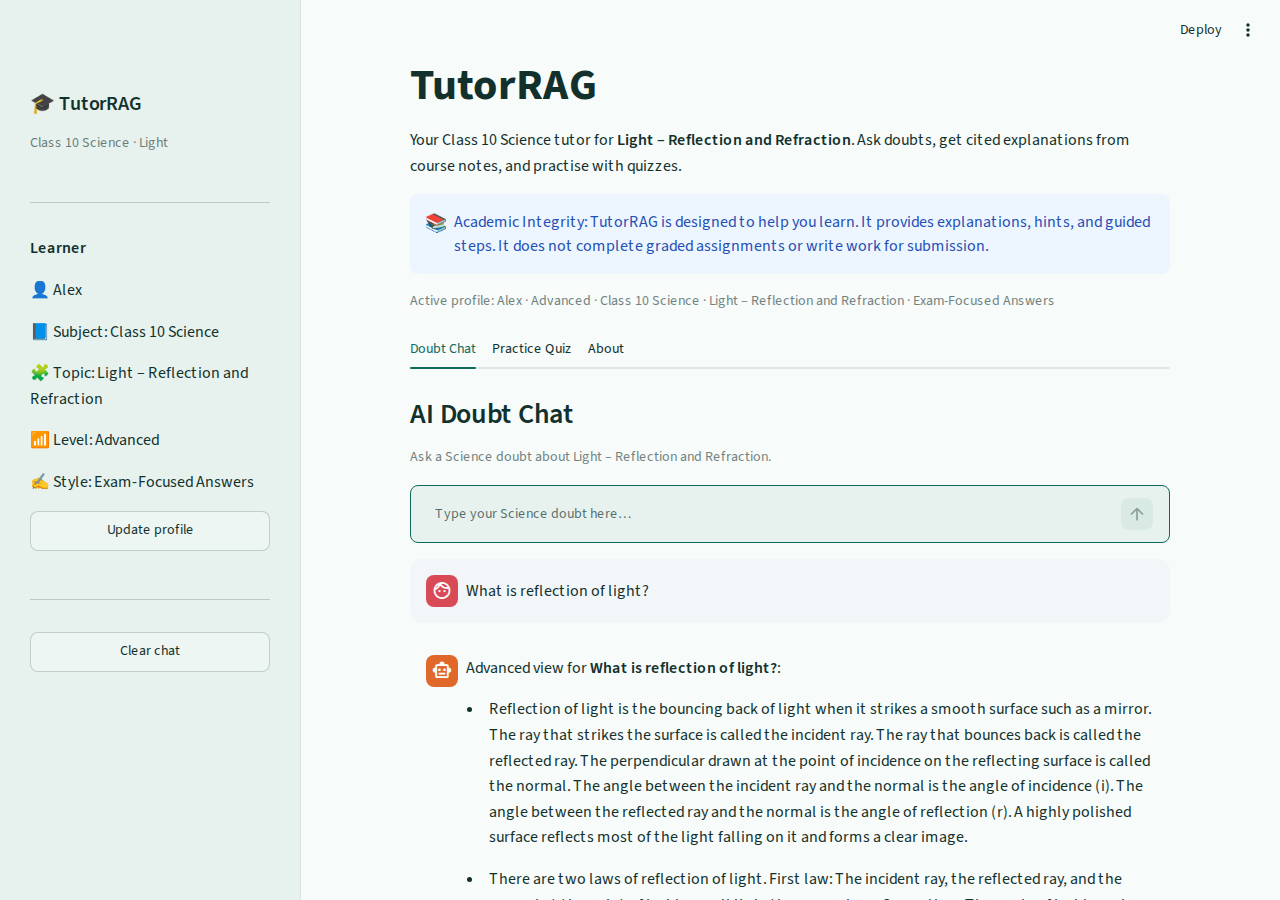 Deploy
TutorRAG
Class 10 Science · Light
Learner
Alex
Subject: Class 10 Science
Topic: Light – Reflection and
Refraction
Level: Advanced
Style: Exam-Focused Answers
Update profile
Clear chat
TutorRAG
Your Class 10 Science tutor for Light – Reflection and Refraction. Ask doubts, get cited explanations from
course notes, and practise with quizzes.
Academic Integrity: TutorRAG is designed to help you learn. It provides explanations, hints, and guided
steps. It does not complete graded assignments or write work for submission.
Active profile: Alex · Advanced · Class 10 Science · Light – Reflection and Refraction · Exam-Focused Answers
Doubt Chat Practice Quiz About
AI Doubt Chat
Ask a Science doubt about Light – Reflection and Refraction.
Type your Science doubt here…
What is reflection of light?
Advanced view for What is reflection of light?:
Reflection of light is the bouncing back of light when it strikes a smooth surface such as a mirror.
The ray that strikes the surface is called the incident ray. The ray that bounces back is called the
reflected ray. The perpendicular drawn at the point of incidence on the reflecting surface is called
the normal. The angle between the incident ray and the normal is the angle of incidence (i). The
angle between the reflected ray and the normal is the angle of reflection (r). A highly polished
surface reflects most of the light falling on it and forms a clear image.
There are two laws of reflection of light. First law: The incident ray, the reflected ray, and the